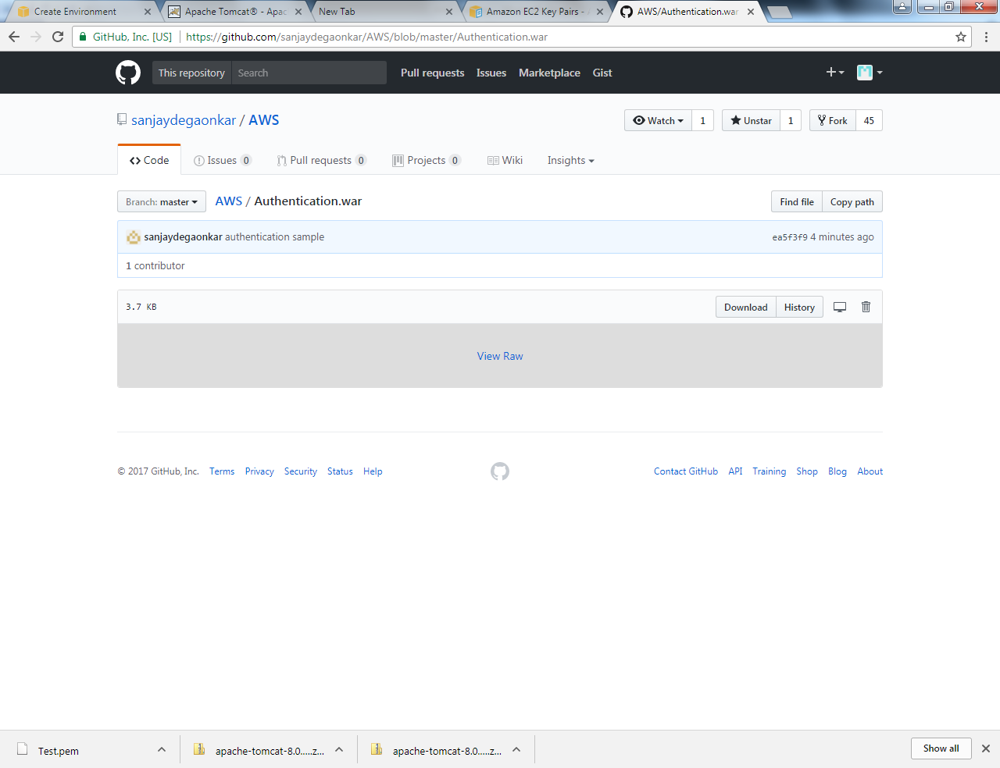 Create Environment
Apache Tomcat® - Apac
New Tab
Amazon EC2 Key Pairs -
AWS/Authentication.war
GitHub, Inc. [US] https://github.com/sanjaydegaonkar/AWS/blob/master/Authentication.war
This repository Search Pull requests Issues Marketplace Gist
sanjaydegaonkar / AWS
Watch 1 Unstar 1 Fork 45
Code Issues 0 Pull requests 0 Projects 0 Wiki Insights
Branch: master AWS / Authentication.war Find file Copy path
sanjaydegaonkar authentication sample ea5f3f9 4 minutes ago
1 contributor
3.7 KB Download History
View Raw
© 2017 GitHub, Inc. Terms Privacy Security Status Help Contact GitHub API Training Shop Blog About
Test.pem apache-tomcat-8.0.....z... apache-tomcat-8.0.....z... Show all